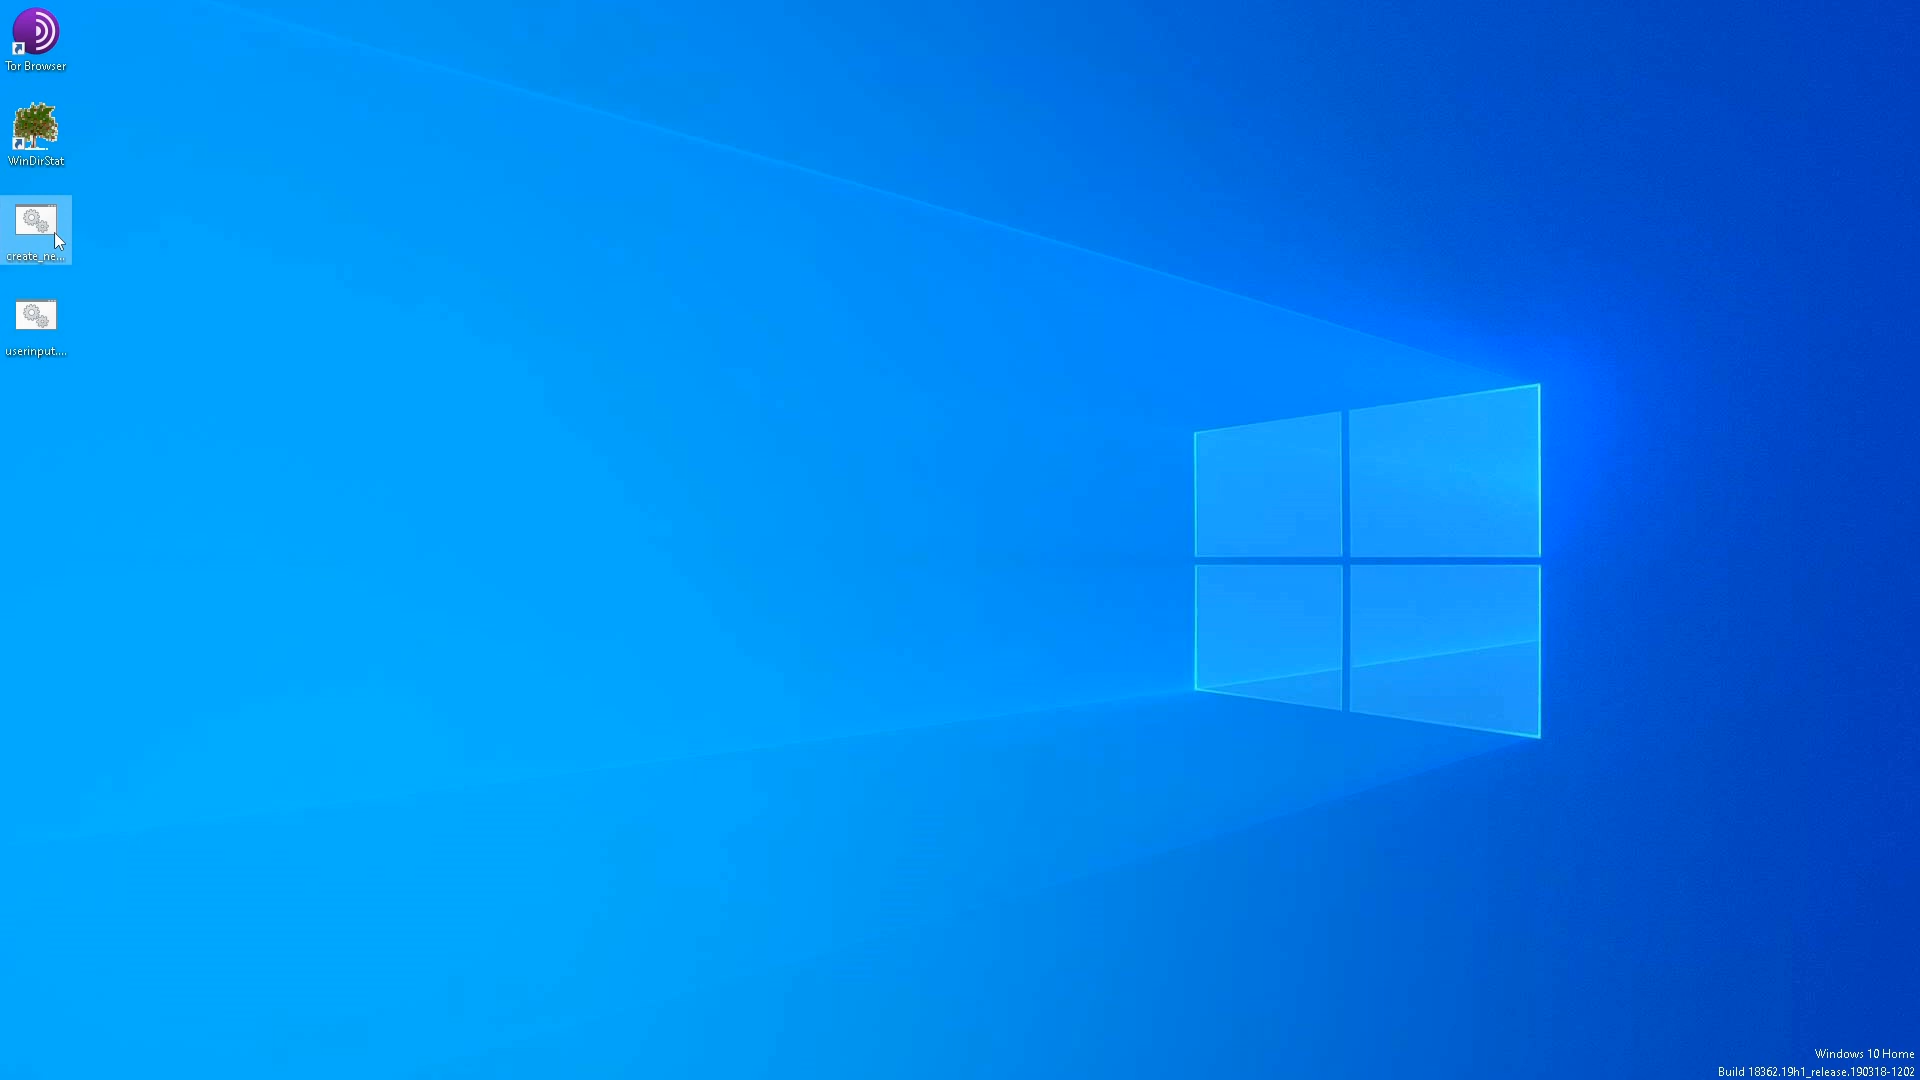 Tor Browser
WinDirStat
create_ne...
userinput....
Windows 10 Home
Build 18362.19h1_release.190318-1202